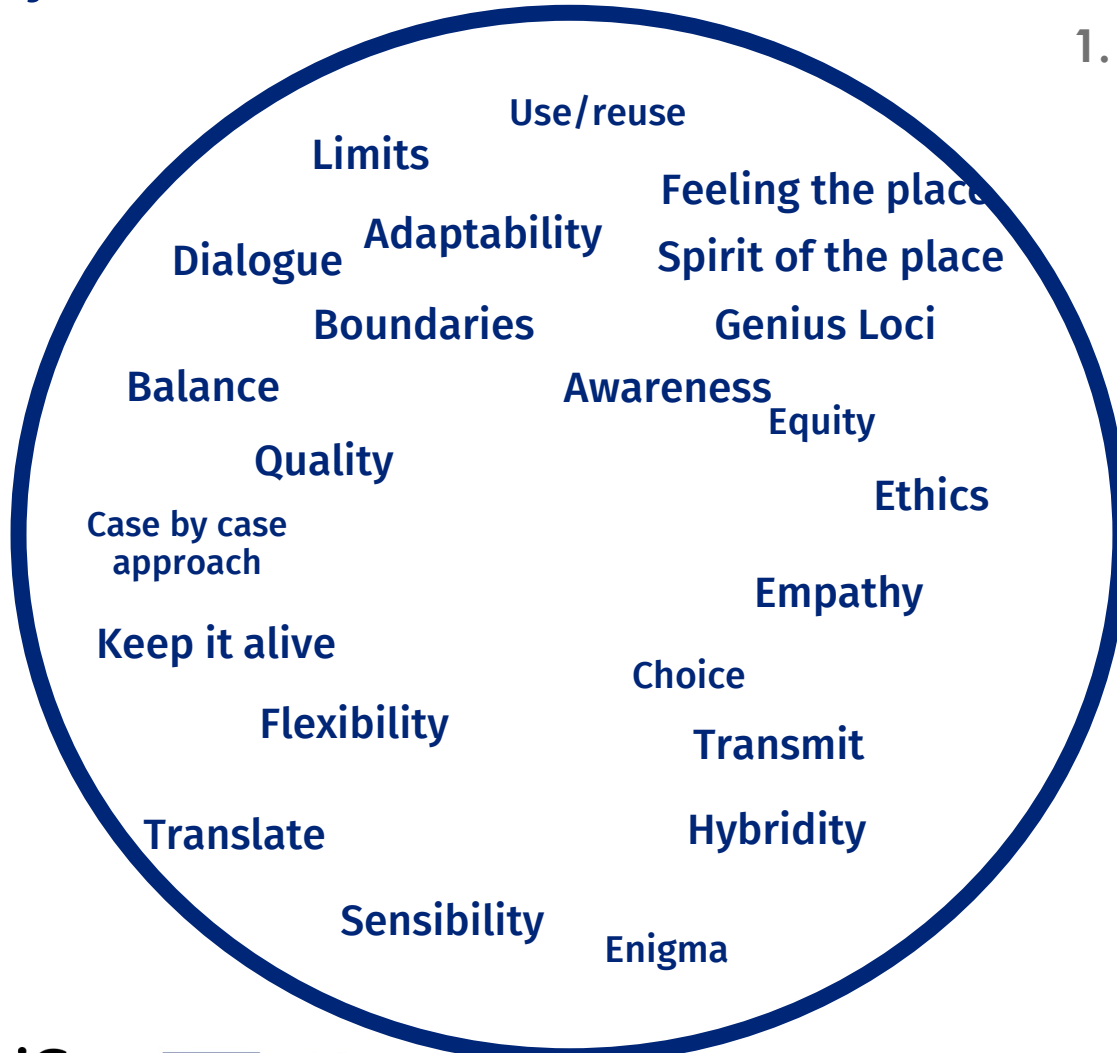 1.
Use/reuse
Limits
Feeling the place
Adaptability
Spirit of the place
Dialogue
Boundaries
Genius Loci
Balance
Awareness
Equity
Quality
Ethics
Case by case
approach
Empathy
Keep it alive
Choice
Flexibility
Transmit
Translate
Hybridity
Sensibility
Enigma